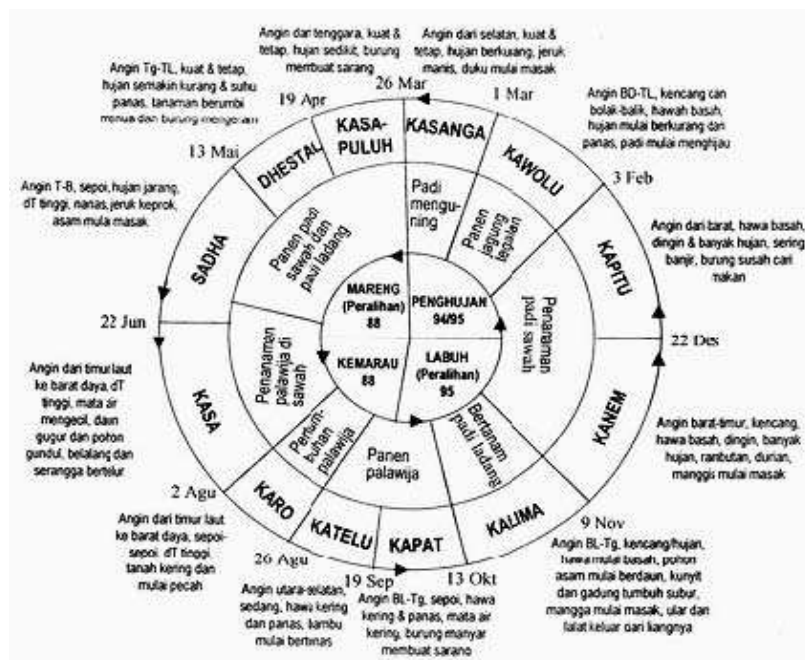 Angin dari tenggara, kuat &
tetap, hujan sedikit, burung
membuat sarang
Angin dari selatan, kuat &
tetap, hujan berkurang, jeruk
manis, duku mulai masak
26 Mar
1 Mar
Angin Tg-TL, kuat & tetap,
hujan semakin kurang & suhu
panas, tanaman berumbi
menua dan burung mengeram
19 Apr
Angin BD-TL, kencang dan
bolak-balik, hawah basah,
hujan mulai berkurang dan
panas, padi mulai menghijau
13 Mai
3 Feb
Angin T-B, sepoi, hujan jarang,
dT tinggi, nanas, jeruk keprok,
asam mulai masak
Angin dari barat, hawa basah,
dingin & banyak hujan, sering
banjir, burung susah cari
makan
22 Jun
22 Des
Angin dari timur laut
ke barat daya, dT
tinggi, mata air
mengecil, daun
gugur dan pohon
gundul, belalang dan
serangga bertelur
Angin barat-timur, kencang,
hawa basah, dingin, banyak
hujan, rambutan, durian,
manggis mulai masak
2 Agu
9 Nov
Angin dari timur laut
ke barat daya, sepoi-
sepoi. dT tinggi
tanah kering dan
mulai pecah
26 Agu
19 Sep
13 Okt
Angin utara-selatan,
sedang, hawa kering
dan panas,
mulai bertunas
Angin BL-Tg, sepoi, hawa
kering & panas, mata air
kering, burung manyar
membuat sarang
Angin BL-Tg, kencang/hujan,
hawa mulai basah, pohon
asam mulai berdaun, kunyit
dan gadung tumbuh subur,
mangga mulai masak, ular dan
lalat keluar dari liangnya
KASA-
PULUH
KASANGA
KAWOLU
KAPITU
KANEM
KALIMA
KAPAT
KATELU
KARO
KASA
SADHA
DHESTAL
Padi
mengu-
ning
Panen
jagung
tegalan
Penanaman
padi sawah
Bertanam
padi ladang
Panen
palawija
Pertum-
buhan palawija
Penanaman
palawija di
sawah
Panen padi
sawah dan
padi ladang
MARENG
(Peralihan)
88
PENGHUJAN
94/95
KEMARAU
88
LABUH
(Peralihan)
95